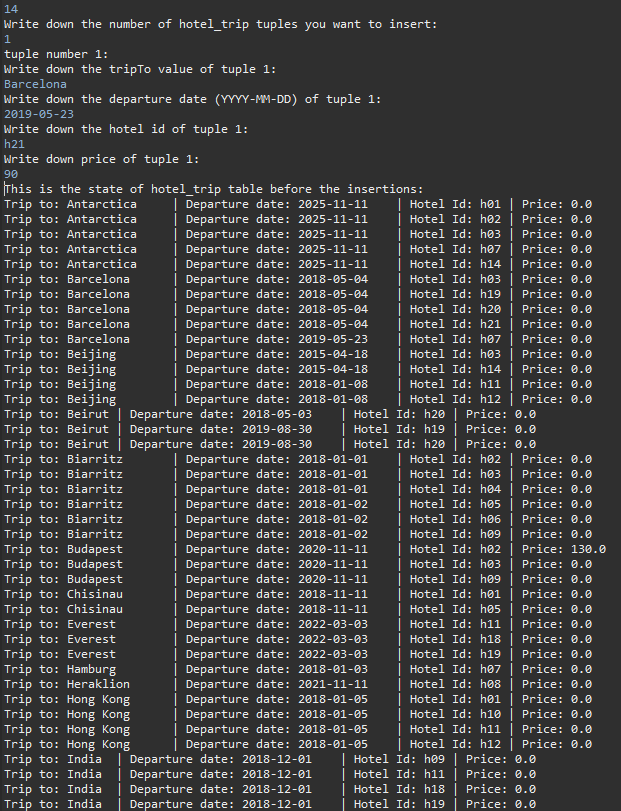 14
Write down the number of hotel_trip tuples you want to insert:
1
tuple number 1:
Write down the tripTo value of tuple 1:
Barcelona
Write down the departure date (YYYY-MM-DD) of tuple 1:
2019-05-23
Write down the hotel id of tuple 1:
h21
Write down price of tuple 1:
90
This is the state of hotel_trip table before the insertions:
Trip to: Antarctica | Departure date: 2025-11-11 | Hotel Id: h01 | Price: 0.0
Trip to: Antarctica | Departure date: 2025-11-11 | Hotel Id: h02 | Price: 0.0
Trip to: Antarctica | Departure date: 2025-11-11 | Hotel Id: h03 | Price: 0.0
Trip to: Antarctica | Departure date: 2025-11-11 | Hotel Id: h07 | Price: 0.0
Trip to: Antarctica | Departure date: 2025-11-11 | Hotel Id: h14 | Price: 0.0
Trip to: Barcelona | Departure date: 2018-05-04 | Hotel Id: h03 | Price: 0.0
Trip to: Barcelona | Departure date: 2018-05-04 | Hotel Id: h19 | Price: 0.0
Trip to: Barcelona | Departure date: 2018-05-04 | Hotel Id: h20 | Price: 0.0
Trip to: Barcelona | Departure date: 2018-05-04 | Hotel Id: h21 | Price: 0.0
Trip to: Barcelona | Departure date: 2019-05-23 | Hotel Id: h07 | Price: 0.0
Trip to: Beijing | Departure date: 2015-04-18 | Hotel Id: h03 | Price: 0.0
Trip to: Beijing | Departure date: 2015-04-18 | Hotel Id: h14 | Price: 0.0
Trip to: Beijing | Departure date: 2018-01-08 | Hotel Id: h11 | Price: 0.0
Trip to: Beijing | Departure date: 2018-01-08 | Hotel Id: h12 | Price: 0.0
Trip to: Beirut | Departure date: 2018-05-03 | Hotel Id: h20 | Price: 0.0
Trip to: Beirut | Departure date: 2019-08-30 | Hotel Id: h19 | Price: 0.0
Trip to: Beirut | Departure date: 2019-08-30 | Hotel Id: h20 | Price: 0.0
Trip to: Biarritz | Departure date: 2018-01-01 | Hotel Id: h02 | Price: 0.0
Trip to: Biarritz | Departure date: 2018-01-01 | Hotel Id: h03 | Price: 0.0
Trip to: Biarritz | Departure date: 2018-01-01 | Hotel Id: h04 | Price: 0.0
Trip to: Biarritz | Departure date: 2018-01-02 | Hotel Id: h05 | Price: 0.0
Trip to: Biarritz | Departure date: 2018-01-02 | Hotel Id: h06 | Price: 0.0
Trip to: Biarritz | Departure date: 2018-01-02 | Hotel Id: h09 | Price: 0.0
Trip to: Budapest | Departure date: 2020-11-11 | Hotel Id: h02 | Price: 130.0
Trip to: Budapest | Departure date: 2020-11-11 | Hotel Id: h03 | Price: 0.0
Trip to: Budapest | Departure date: 2020-11-11 | Hotel Id: h09 | Price: 0.0
Trip to: Chisinau | Departure date: 2018-11-11 | Hotel Id: h01 | Price: 0.0
Trip to: Chisinau | Departure date: 2018-11-11 | Hotel Id: h05 | Price: 0.0
Trip to: Everest | Departure date: 2022-03-03 | Hotel Id: h11 | Price: 0.0
Trip to: Everest | Departure date: 2022-03-03 | Hotel Id: h18 | Price: 0.0
Trip to: Everest | Departure date: 2022-03-03 | Hotel Id: h19 | Price: 0.0
Trip to: Hamburg | Departure date: 2018-01-03 | Hotel Id: h07 | Price: 0.0
Trip to: Heraklion | Departure date: 2021-11-11 | Hotel Id: h08 | Price: 0.0
Trip to: Hong Kong | Departure date: 2018-01-05 | Hotel Id: h01 | Price: 0.0
Trip to: Hong Kong | Departure date: 2018-01-05 | Hotel Id: h10 | Price: 0.0
Trip to: Hong Kong | Departure date: 2018-01-05 | Hotel Id: h11 | Price: 0.0
Trip to: Hong Kong | Departure date: 2018-01-05 | Hotel Id: h12 | Price: 0.0
Trip to: India | Departure date: 2018-12-01 | Hotel Id: h09 | Price: 0.0
Trip to: India | Departure date: 2018-12-01 | Hotel Id: h11 | Price: 0.0
Trip to: India | Departure date: 2018-12-01 | Hotel Id: h18 | Price: 0.0
Trip to: India | Departure date: 2018-12-01 | Hotel Id: h19 | Price: 0.0